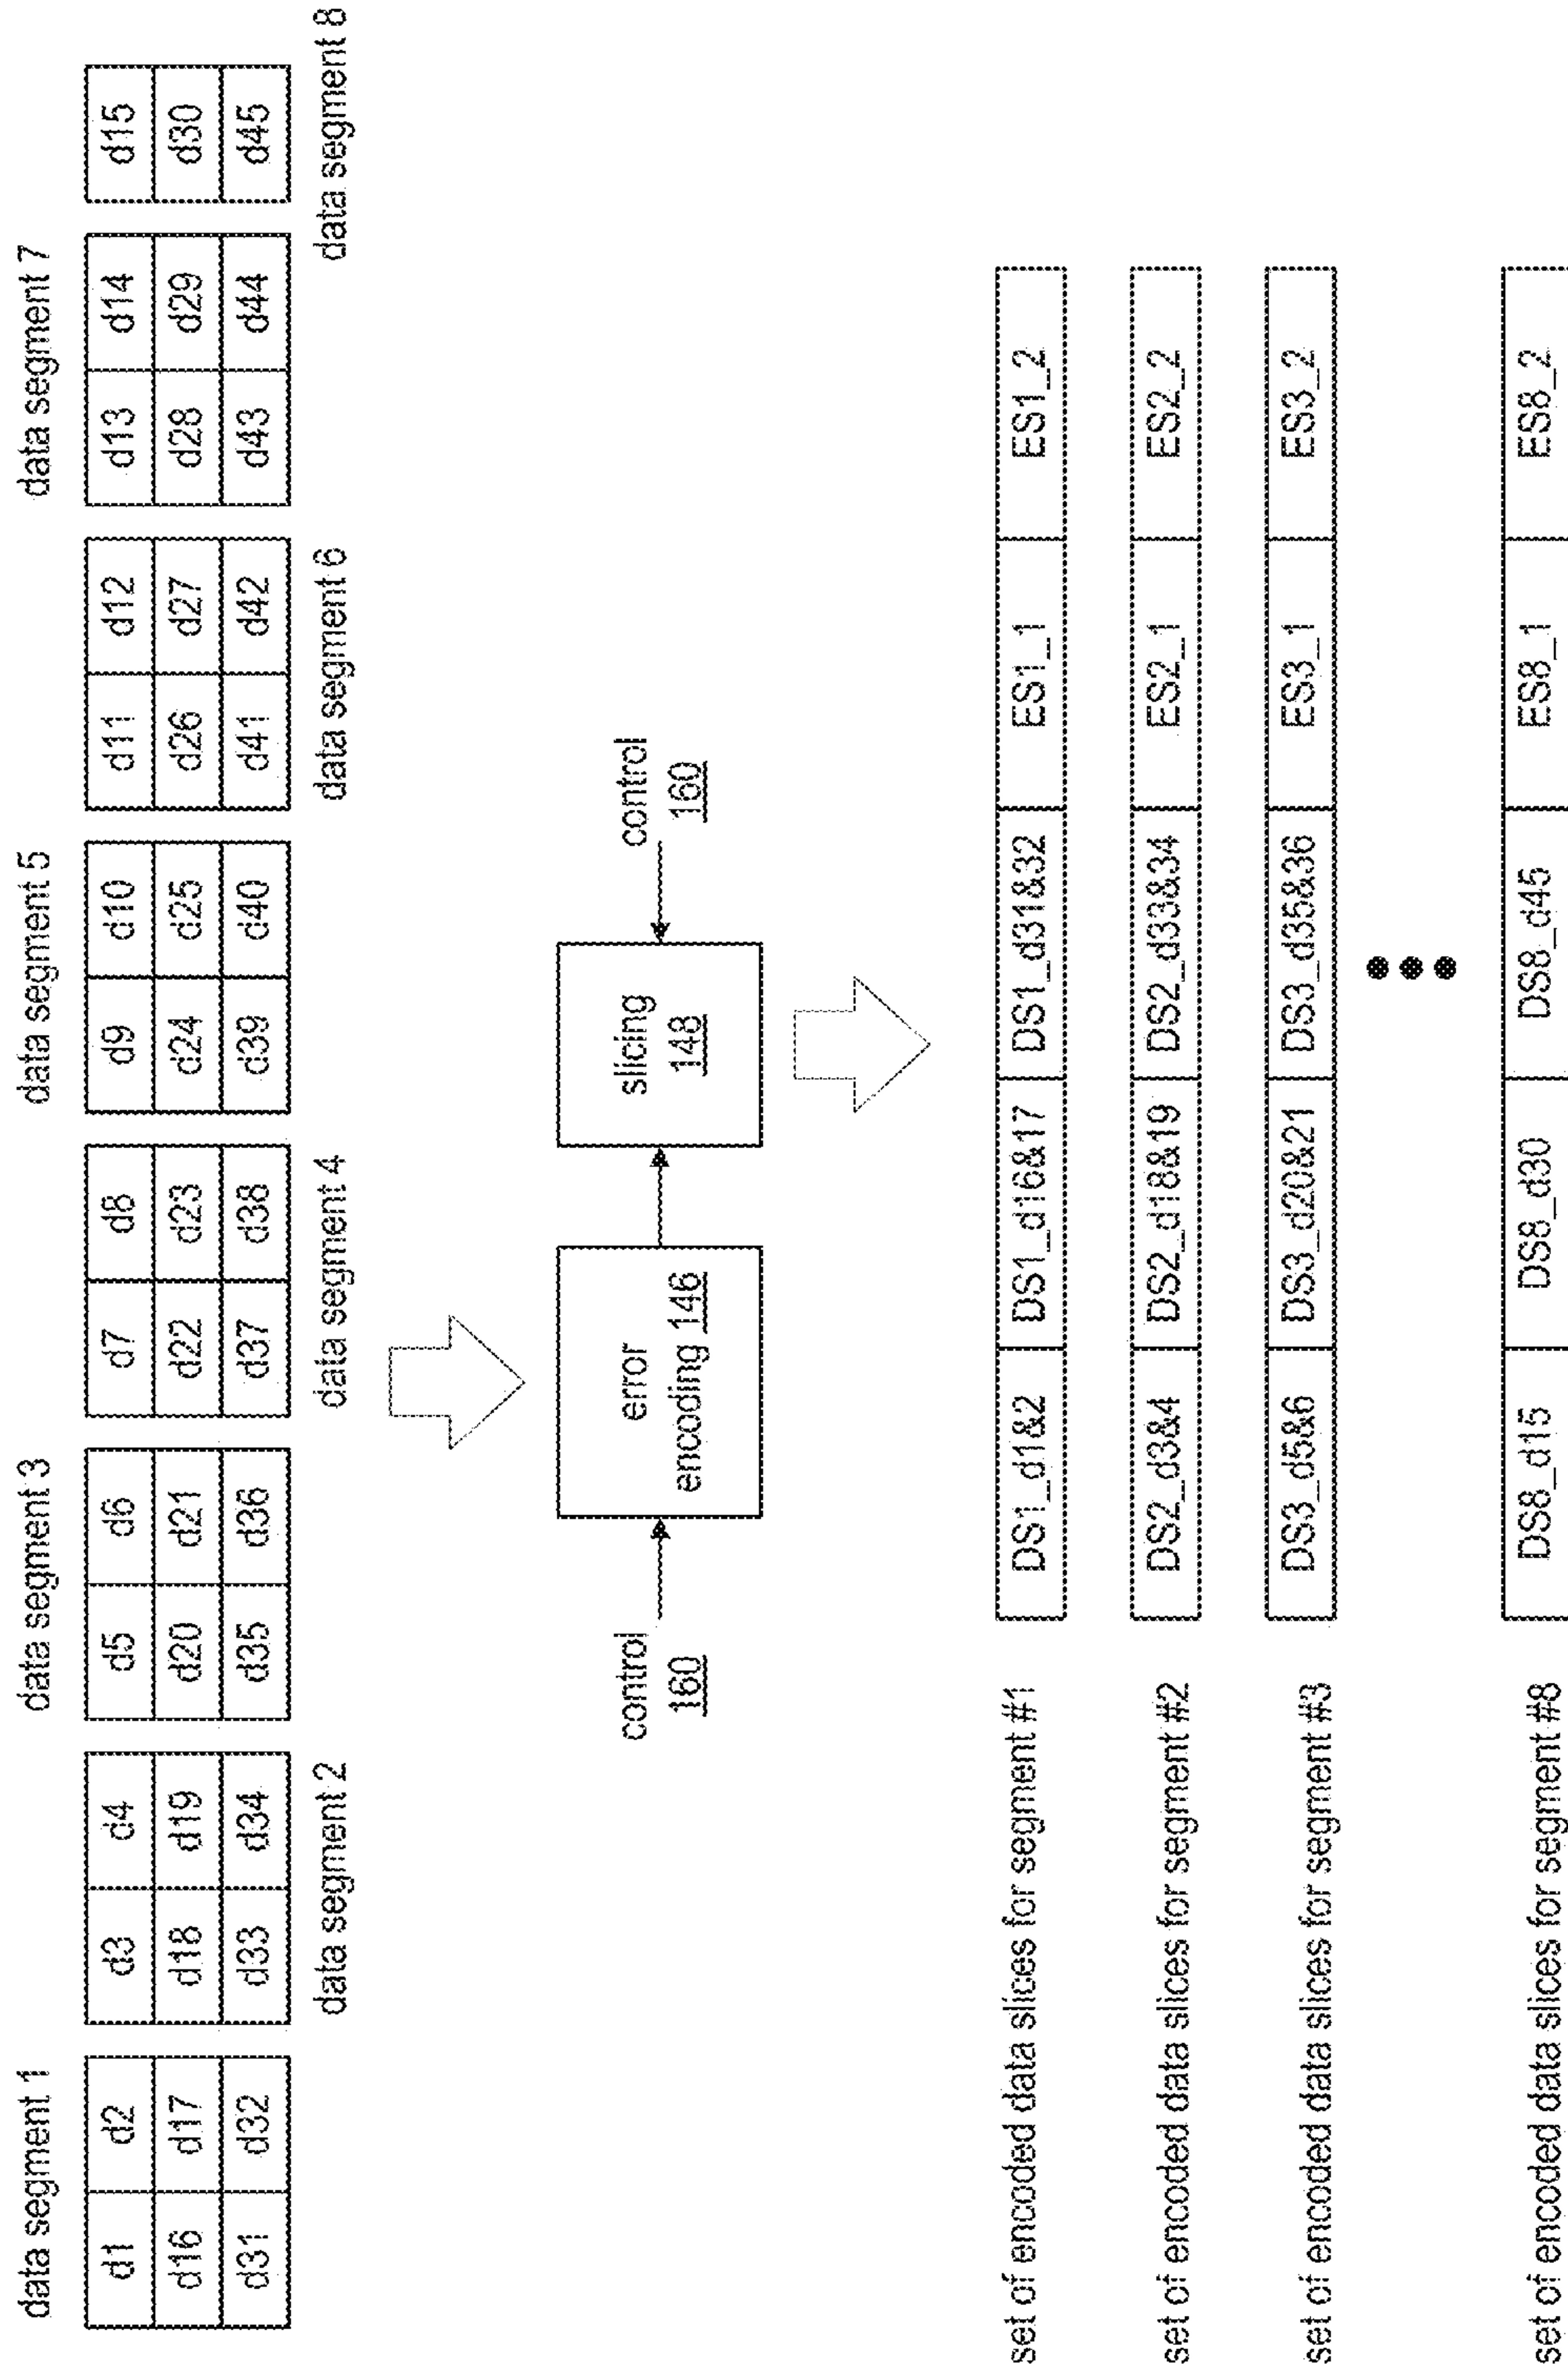 data segment 1
data segment 3
data segment 5
data segment 7
d1 d2 d3 d4 d5 d6 d7 d8 d9 d10 d11 d12 d13 d14 d15
d16 d17 d18 d19 d20 d21 d22 d23 d24 d25 d26 d27 d28 d29 d30
d31 d32 d33 d34 d35 d36 d37 d38 d39 d40 d41 d42 d43 d44 d45
data segment 2
data segment 4
data segment 6
data segment 8
control
160
error
encoding 146
slicing
148
control
160
set of encoded data slices for segment #1 DS1_d1&2 DS1_d16&17 DS1_d31&32 ES1_1 ES1_2
set of encoded data slices for segment #2 DS2_d3&4 DS2_d18&19 DS2_d33&34 ES2_1 ES2_2
set of encoded data slices for segment #3 DS3_d5&6 DS3_d20&21 DS3_d35&36 ES3_1 ES3_2
set of encoded data slices for segment #8 DS8_d15 DS8_d30 DS8_d45 ES8_1 ES8_2